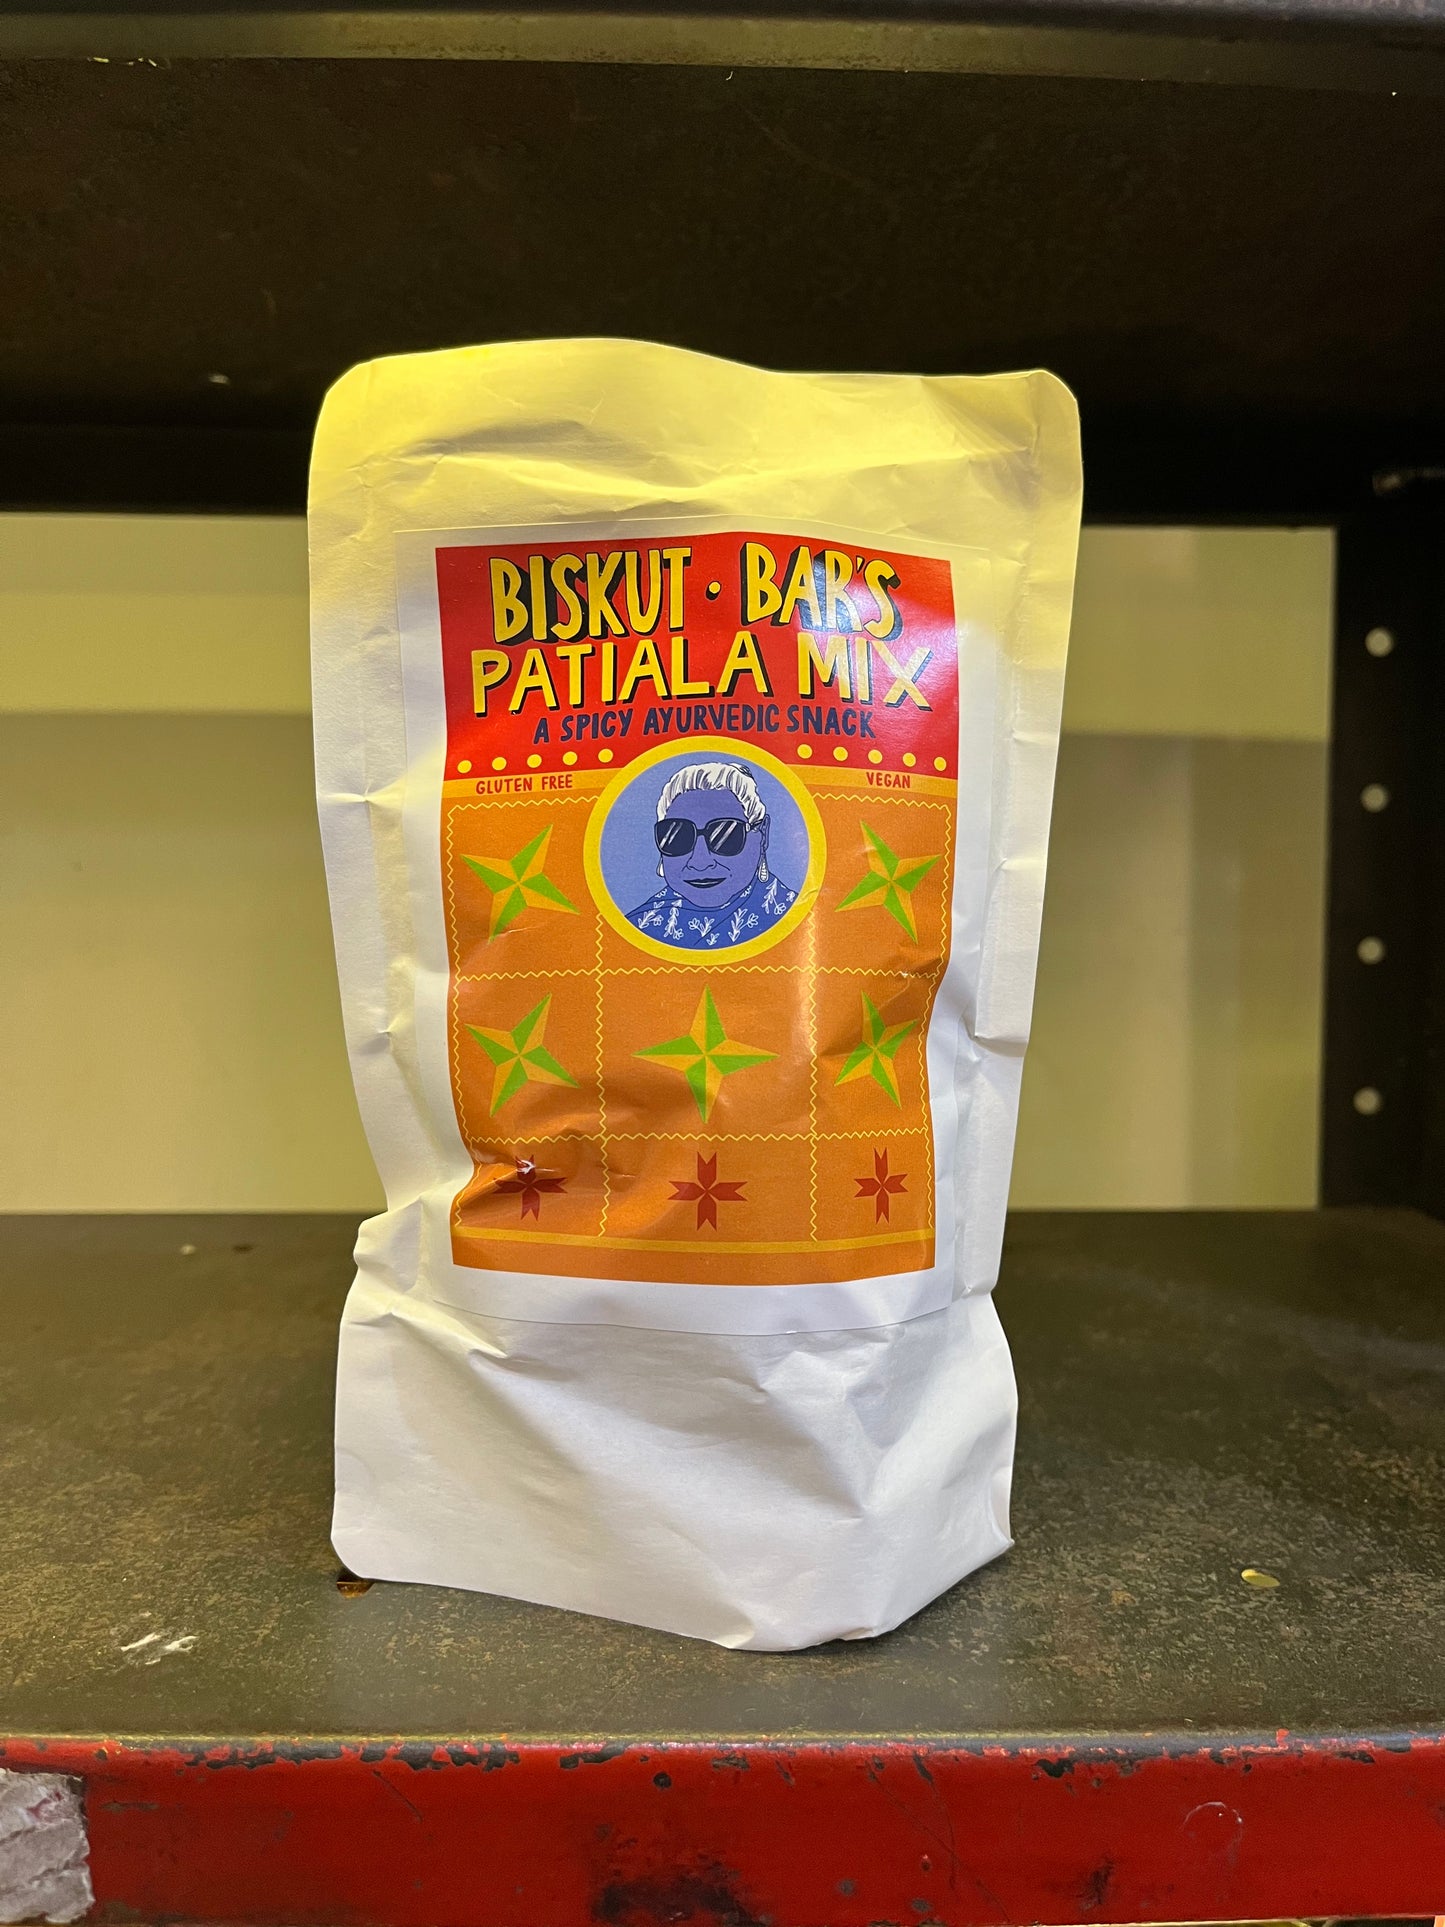 BISKUT · BAR'S
PATIALA MIX
A SPICY AYURVEDIC SNACK
GLUTEN FREE
VEGAN